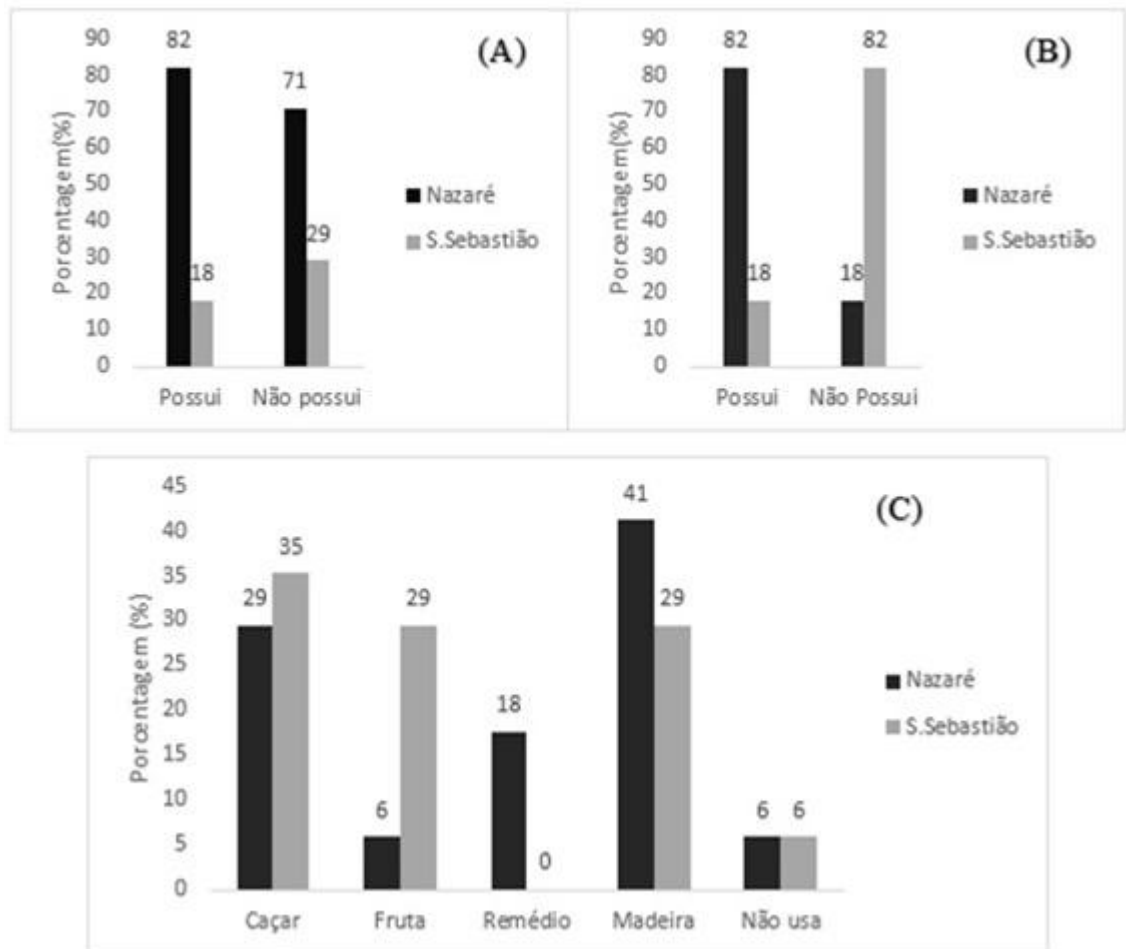 (A)
Porcentagem(%)
90
80
70
60
50
40
30
20
10
0
82
18
71
29
Possui
Não possui
Nazaré
S.Sebastião
(B)
Porcentagem(%)
90
80
70
60
50
40
30
20
10
0
82
18
18
82
Possui
Não Possui
Nazaré
S.Sebastião
(C)
Porcentagem (%)
45
40
35
30
25
20
15
10
5
0
29
35
6
29
18
0
41
29
6
6
Caçar
Fruta
Remédio
Madeira
Não usa
Nazaré
S.Sebastião